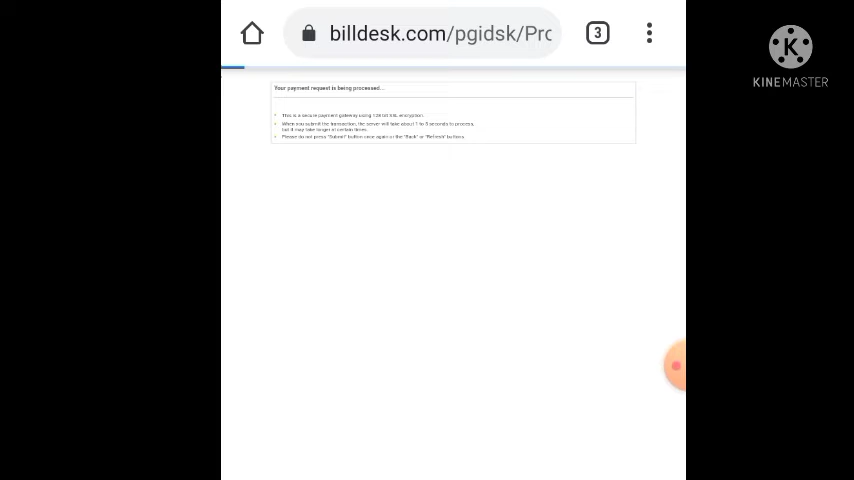 billdesk.com/pgidsk/Prc
3
K
KINEMASTER
Your payment request is being processed...
This is a secure payment gateway using 128 bit SSL encryption.
When you submit the transaction, the server will take about 1 to 5 seconds to process,
but it may take longer at certain times.
Please do not press "Submit" button once again or the "Back" or "Refresh" buttons.